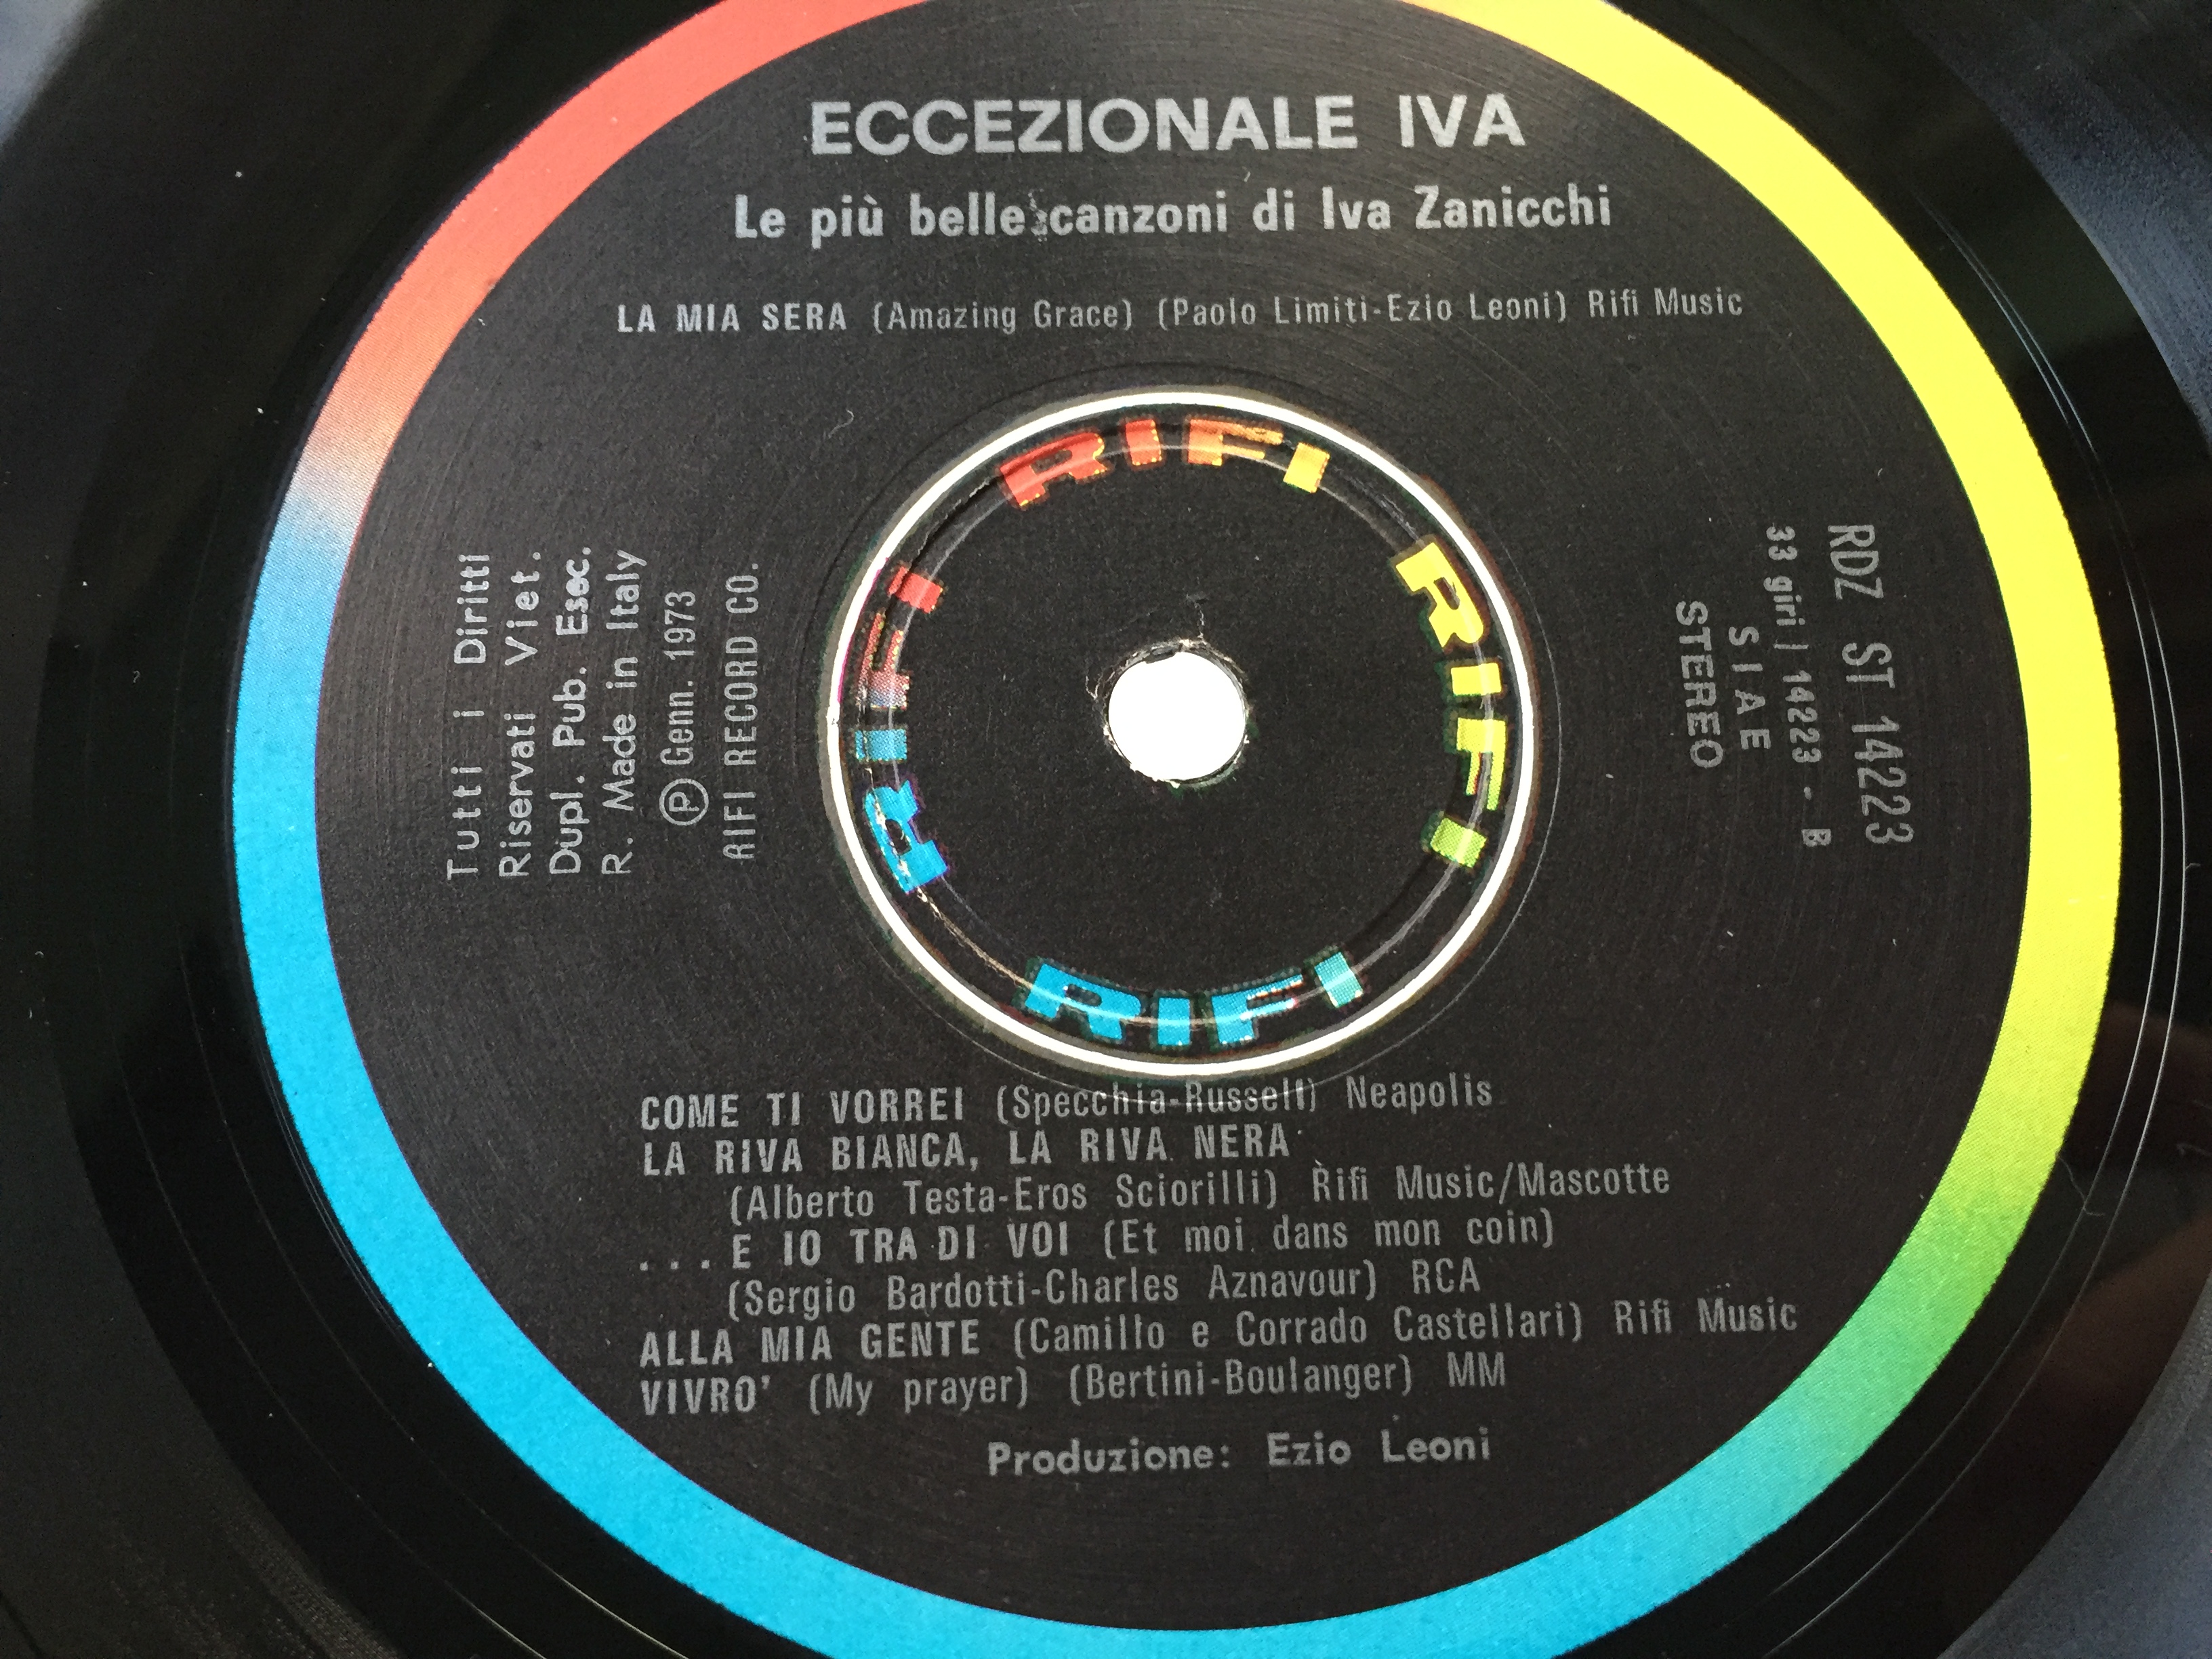 ECCEZIONALE IVA
Le più belle canzoni di Iva Zanicchi
LA MIA SERA (Amazing Grace) (Paolo Limiti-Ezio Leoni) Rifi Music
Tutti i Diritti
Riservati Viet.
Dupl. Pub. Esec.
R. Made in Italy
Ⓟ Genn. 1973
RIFI RECORD CO.
RIFI
RIFI
RIFI
RIFI
RDZ ST 14223
33 giri / 14223 - B
SIAE
STEREO
COME TI VORREI (Specchia-Russell) Neapolis
LA RIVA BIANCA, LA RIVA NERA
(Alberto Testa-Eros Sciorilli) Rifi Music/Mascotte
....E IO TRA DI VOI (Et moi dans mon coin)
(Sergio Bardotti-Charles Aznavour) RCA
ALLA MIA GENTE (Camillo e Corrado Castellari) Rifi Music
VIVRO' (My prayer) (Bertini-Boulanger) MM
Produzione: Ezio Leoni